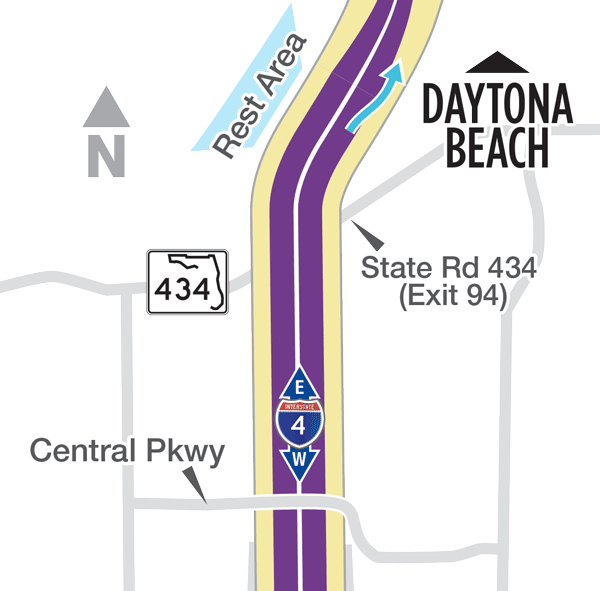 Rest Area
N
DAYTONA
BEACH
State Rd 434
(Exit 94)
434
E
INTERSTATE
4
W
Central Pkwy